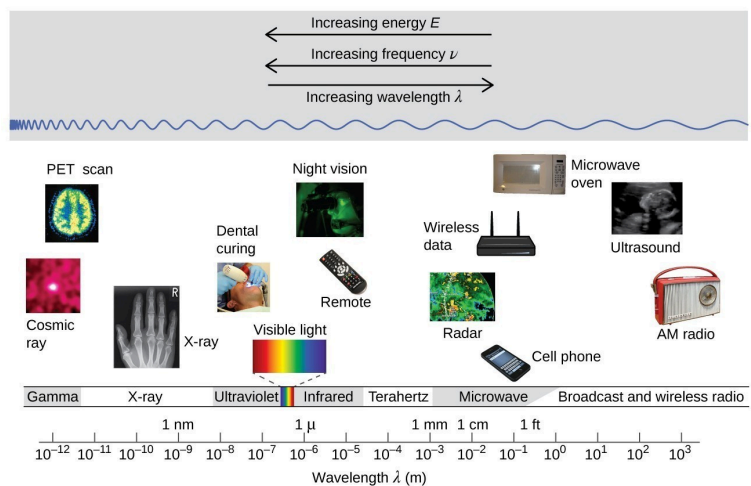 Increasing energy E
Increasing frequency ν
Increasing wavelength λ
PET scan
Night vision
Microwave
oven
Dental
curing
Wireless
data
Ultrasound
Remote
Cosmic
ray
R
X-ray
Visible light
Radar
AM radio
Cell phone
Gamma X-ray Ultraviolet Infrared Terahertz Microwave Broadcast and wireless radio
1 nm 1 µ 1 mm 1 cm 1 ft
10⁻¹² 10⁻¹¹ 10⁻¹⁰ 10⁻⁹ 10⁻⁸ 10⁻⁷ 10⁻⁶ 10⁻⁵ 10⁻⁴ 10⁻³ 10⁻² 10⁻¹ 10⁰ 10¹ 10² 10³
Wavelength λ (m)